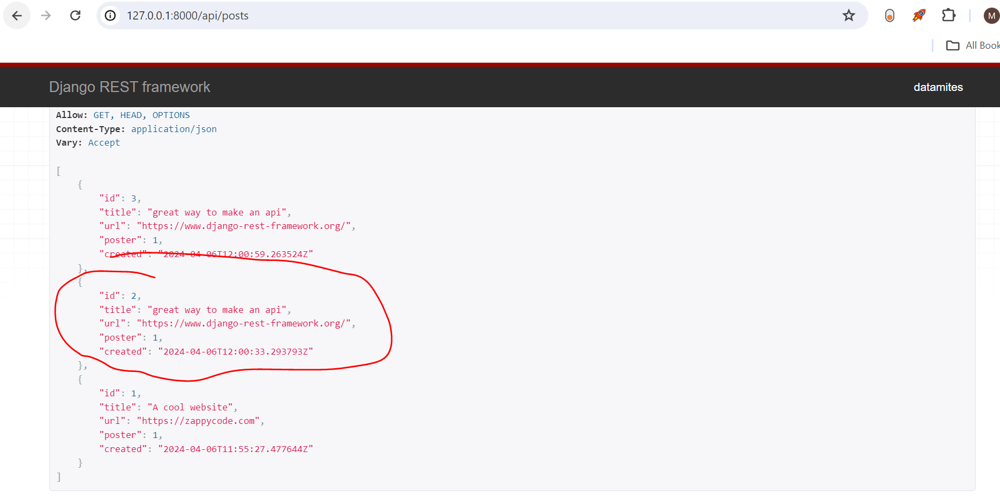 127.0.0.1:8000/api/posts
M
All Book
Django REST framework
datamites
Allow: GET, HEAD, OPTIONS
Content-Type: application/json
Vary: Accept
[
{
"id": 3,
"title": "great way to make an api",
"url": "https://www.django-rest-framework.org/",
"poster": 1,
"created": "2024-04-06T12:00:59.263524Z"
},
{
"id": 2,
"title": "great way to make an api",
"url": "https://www.django-rest-framework.org/",
"poster": 1,
"created": "2024-04-06T12:00:33.293793Z"
},
{
"id": 1,
"title": "A cool website",
"url": "https://zappycode.com",
"poster": 1,
"created": "2024-04-06T11:55:27.477644Z"
}
]